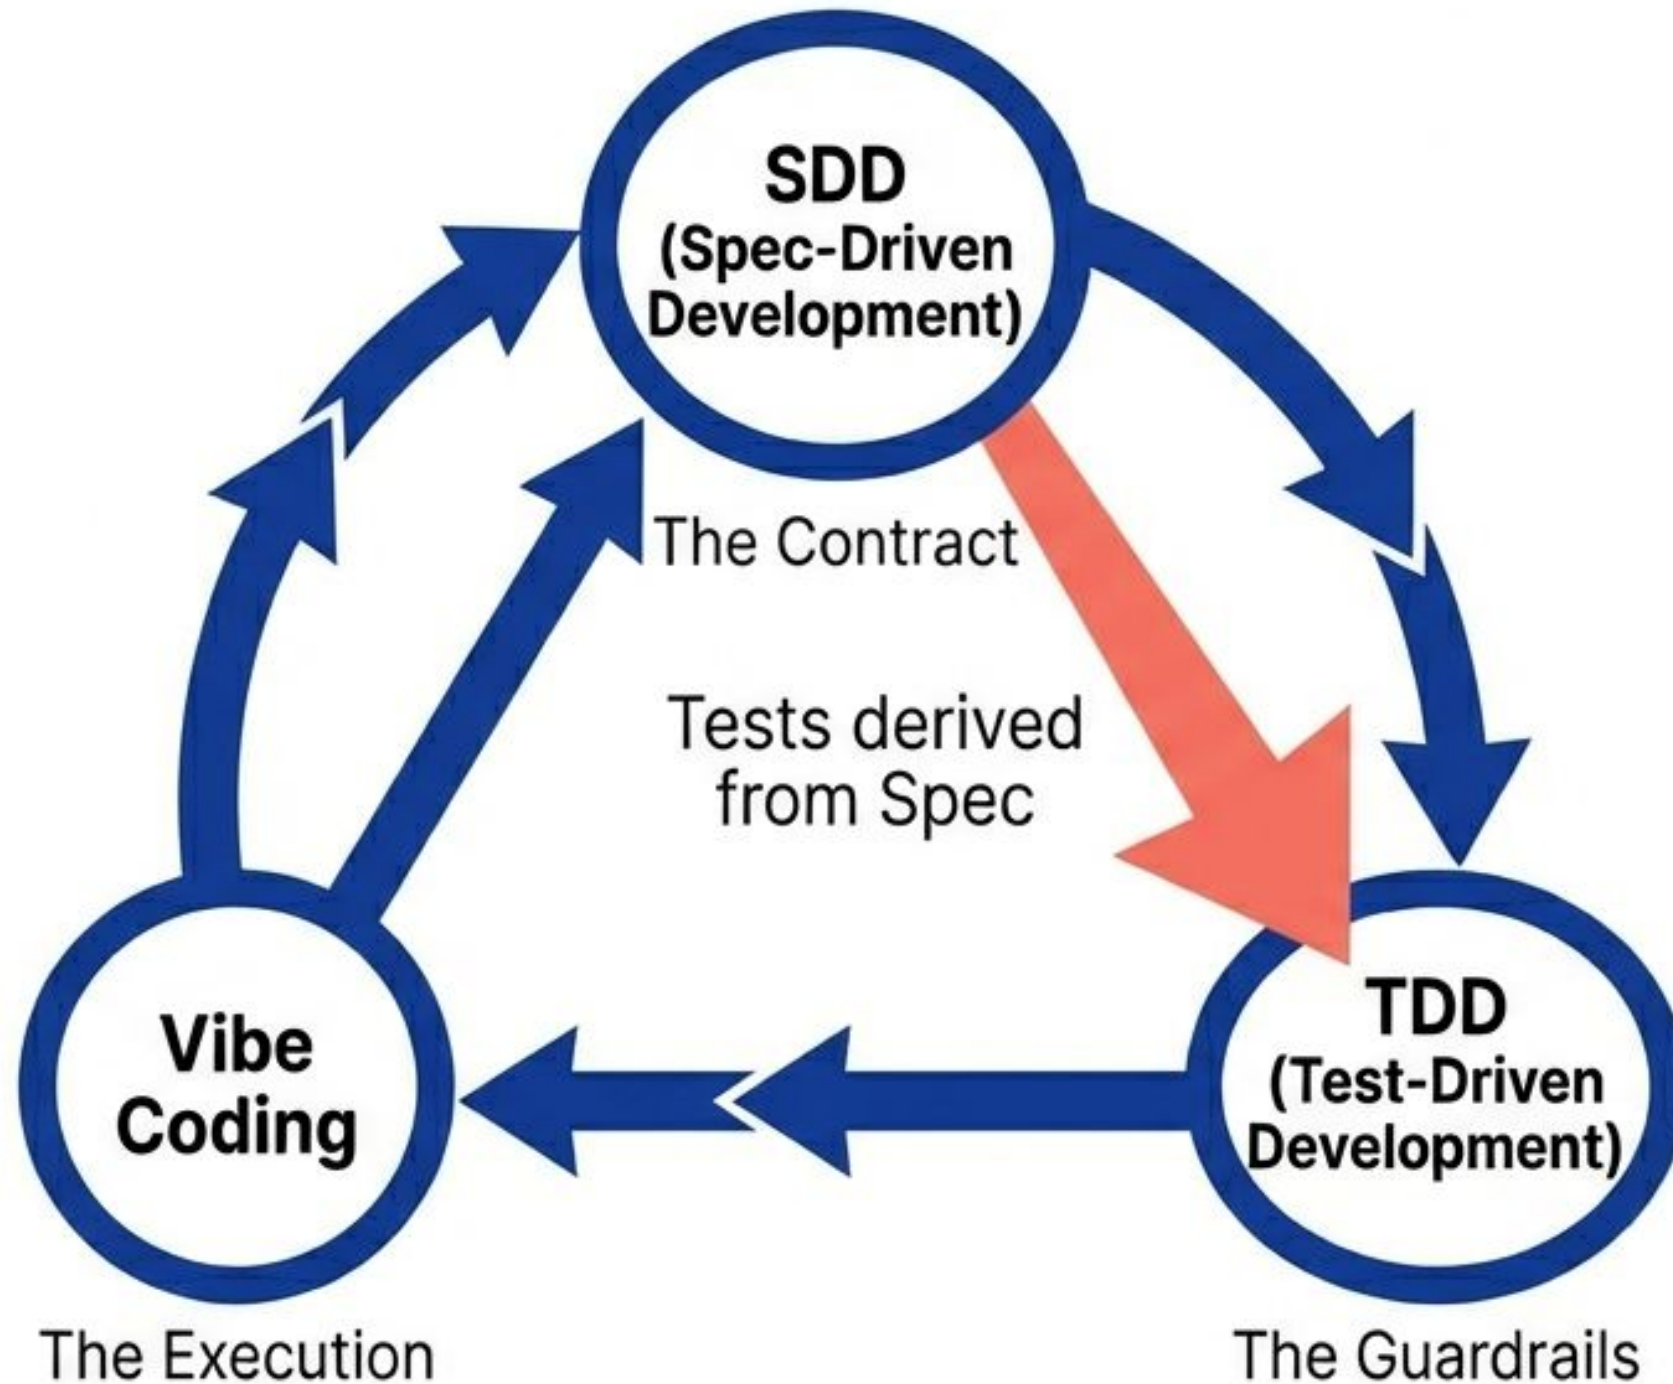 SDD
(Spec-Driven
Development)
The Contract
Tests derived
from Spec
Vibe
Coding
The Execution
TDD
(Test-Driven
Development)
The Guardrails